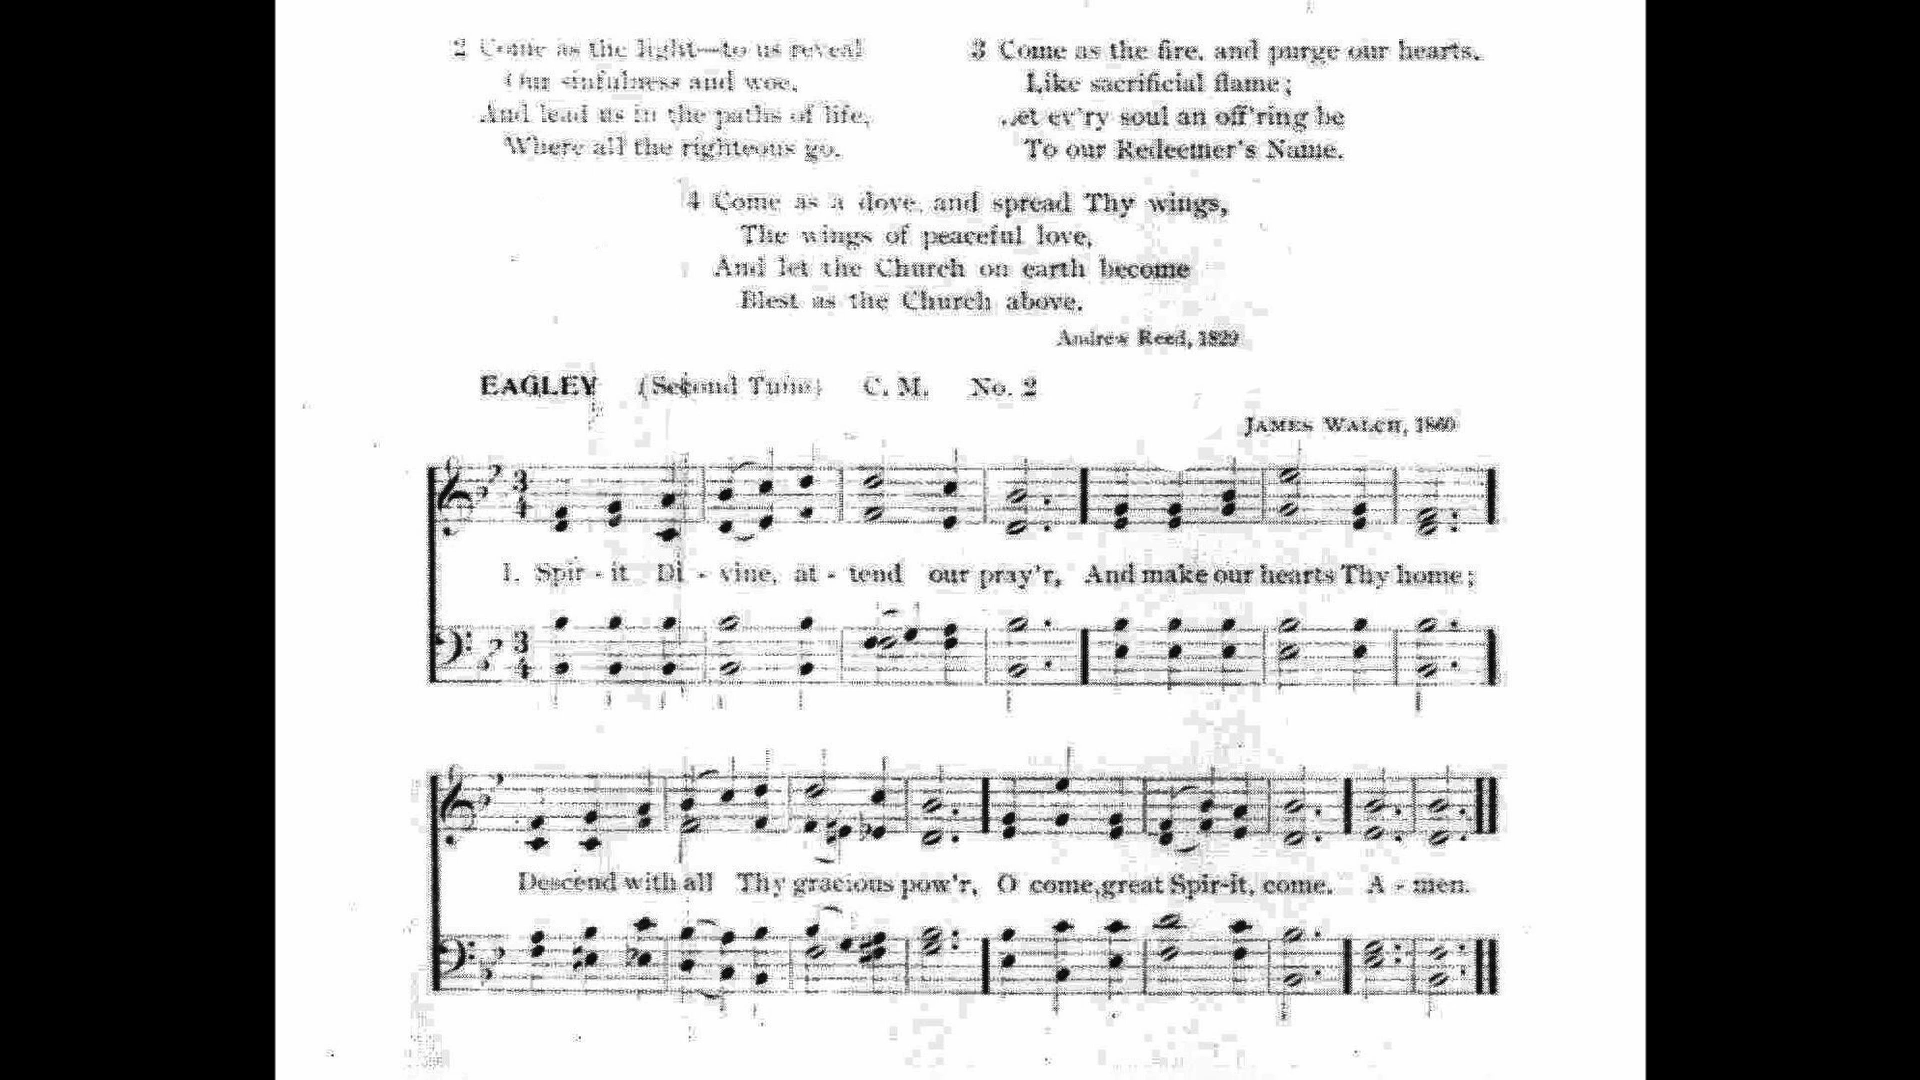 2 Come as the light—to us reveal
Our sinfulness and woe,
And lead us in the paths of life,
Where all the righteous go.
3 Come as the fire, and purge our hearts,
Like sacrificial flame;
Let ev'ry soul an off'ring be
To our Redeemer's Name.
4 Come as a dove, and spread Thy wings,
The wings of peaceful love,
And let the Church on earth become
Blest as the Church above.
Andrew Reed, 1829
EAGLEY (Second Tune) C. M. No. 2
JAMES WALCH, 1860
3
4
1. Spir - it Di - vine, at - tend our pray'r, And make our hearts Thy home;
3
4
Descend with all Thy gracious pow'r, O come, great Spir-it, come. A - men.